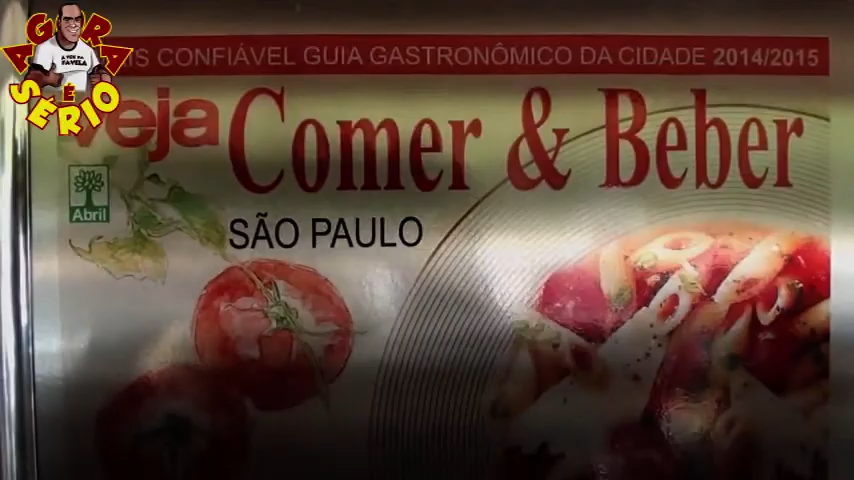 AGORA
É
SÉRIO
A VOZ DA
FAVELA
IS CONFIÁVEL GUIA GASTRONÔMICO DA CIDADE 2014/2015
veja Comer & Beber
Abril
SÃO PAULO